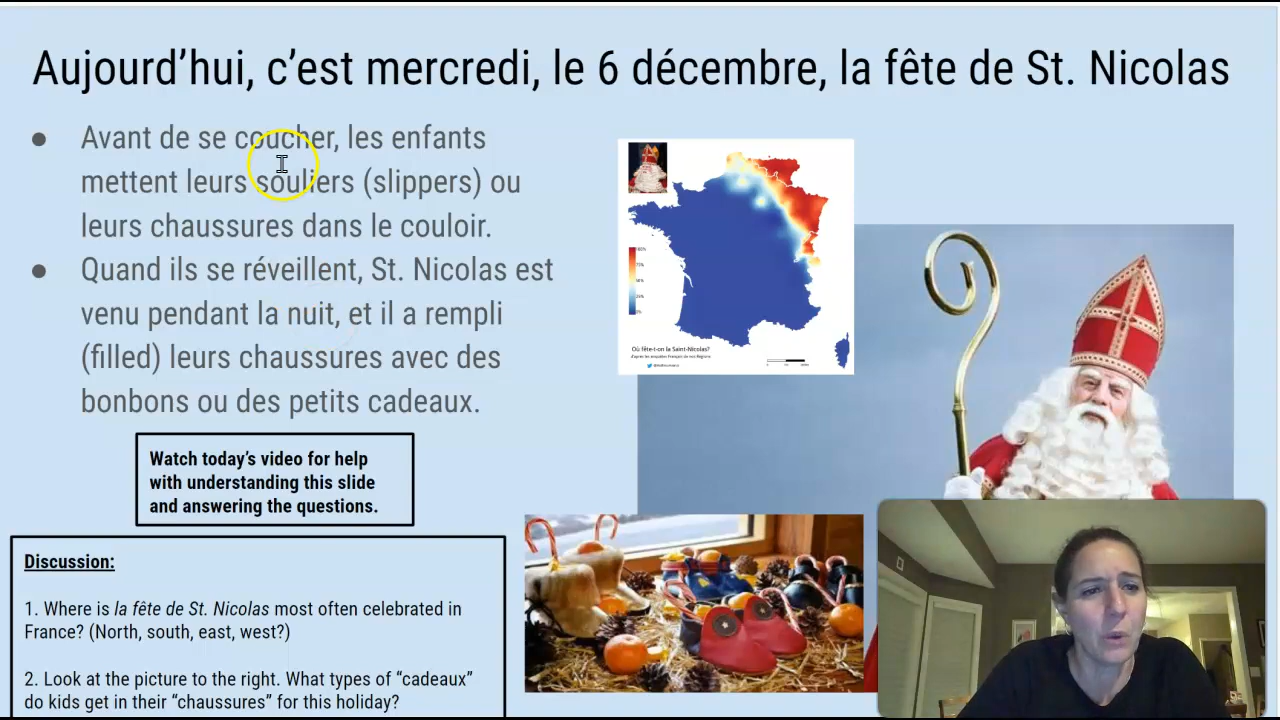 Aujourd’hui, c’est mercredi, le 6 décembre, la fête de St. Nicolas
● Avant de se coucher, les enfants
mettent leurs souliers (slippers) ou
leurs chaussures dans le couloir.
● Quand ils se réveillent, St. Nicolas est
venu pendant la nuit, et il a rempli
(filled) leurs chaussures avec des
bonbons ou des petits cadeaux.
Où fête-t-on la Saint-Nicolas?
Watch today’s video for help
with understanding this slide
and answering the questions.
Discussion:
1. Where is la fête de St. Nicolas most often celebrated in
France? (North, south, east, west?)
2. Look at the picture to the right. What types of “cadeaux”
do kids get in their “chaussures” for this holiday?